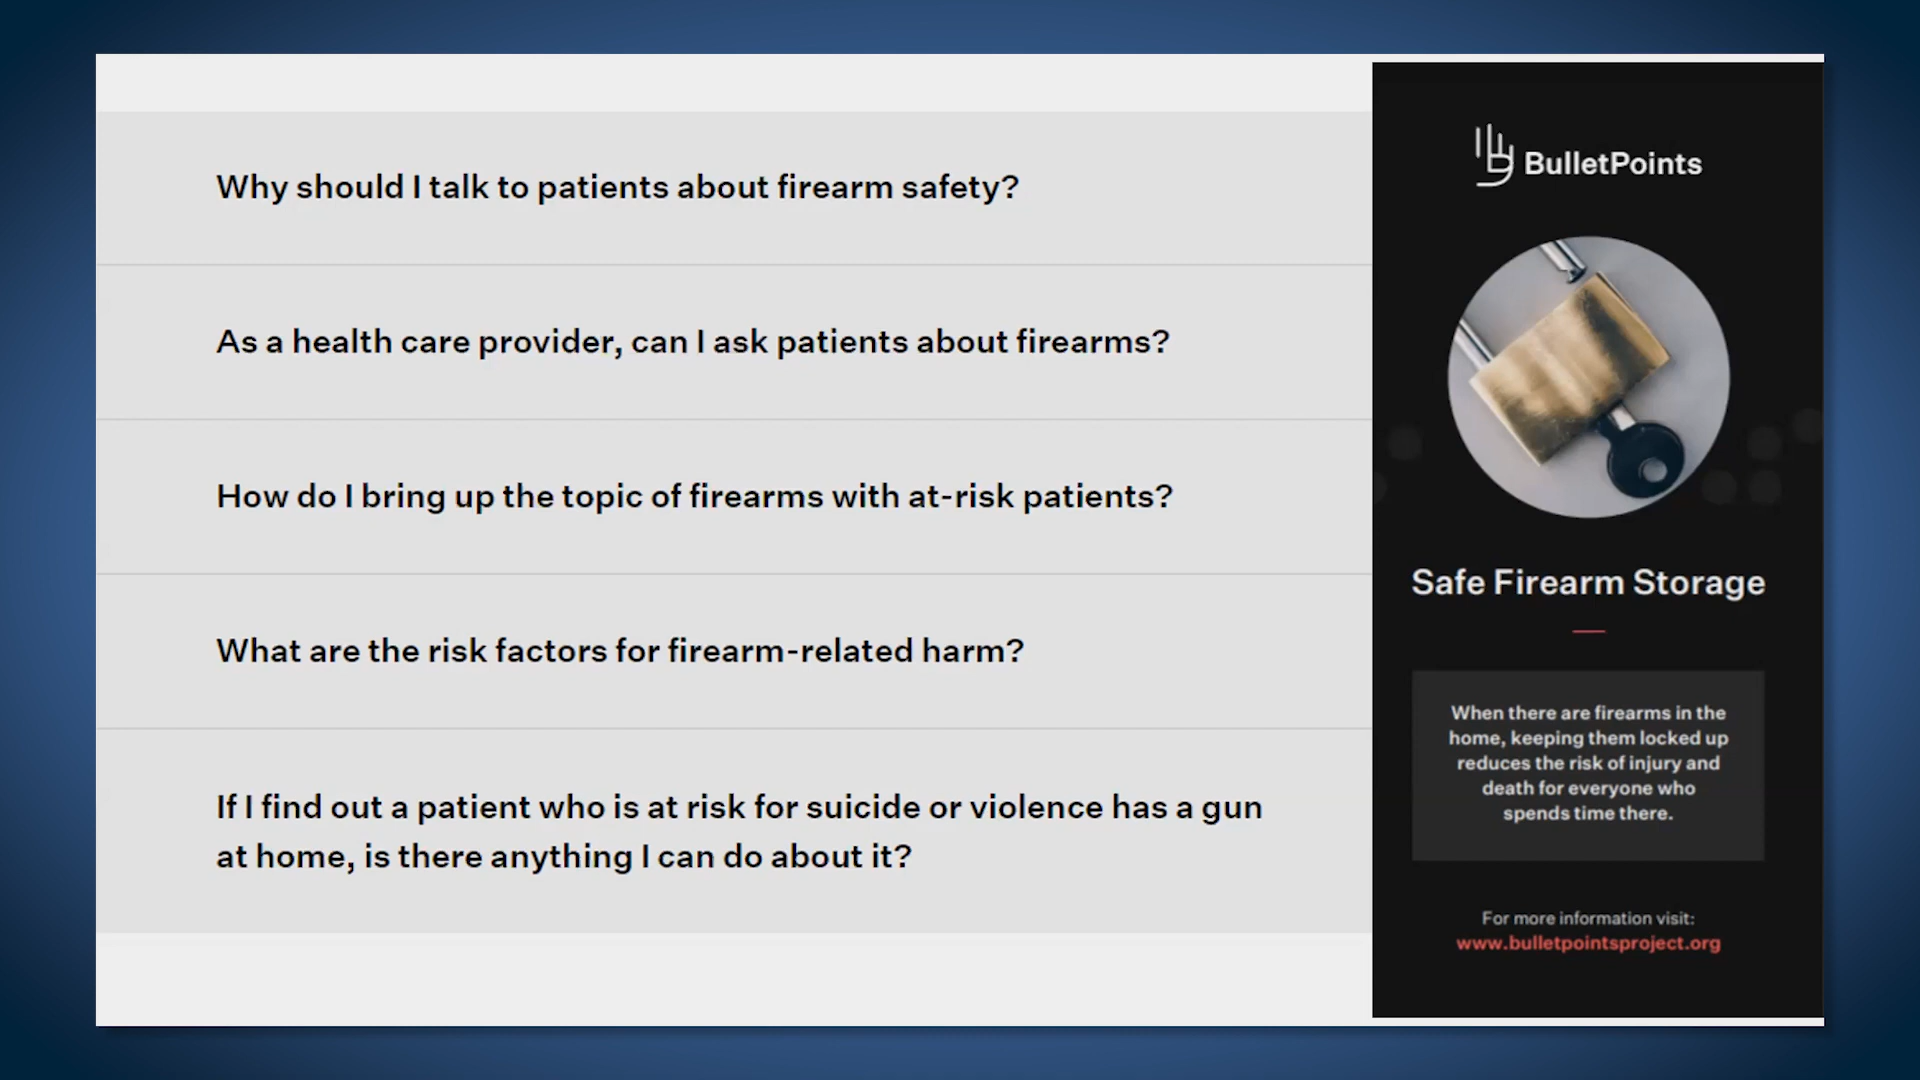 Why should I talk to patients about firearm safety?
As a health care provider, can I ask patients about firearms?
How do I bring up the topic of firearms with at-risk patients?
What are the risk factors for firearm-related harm?
If I find out a patient who is at risk for suicide or violence has a gun
at home, is there anything I can do about it?
BulletPoints
Safe Firearm Storage
When there are firearms in the
home, keeping them locked up
reduces the risk of injury and
death for everyone who
spends time there.
For more information visit:
www.bulletpointsproject.org